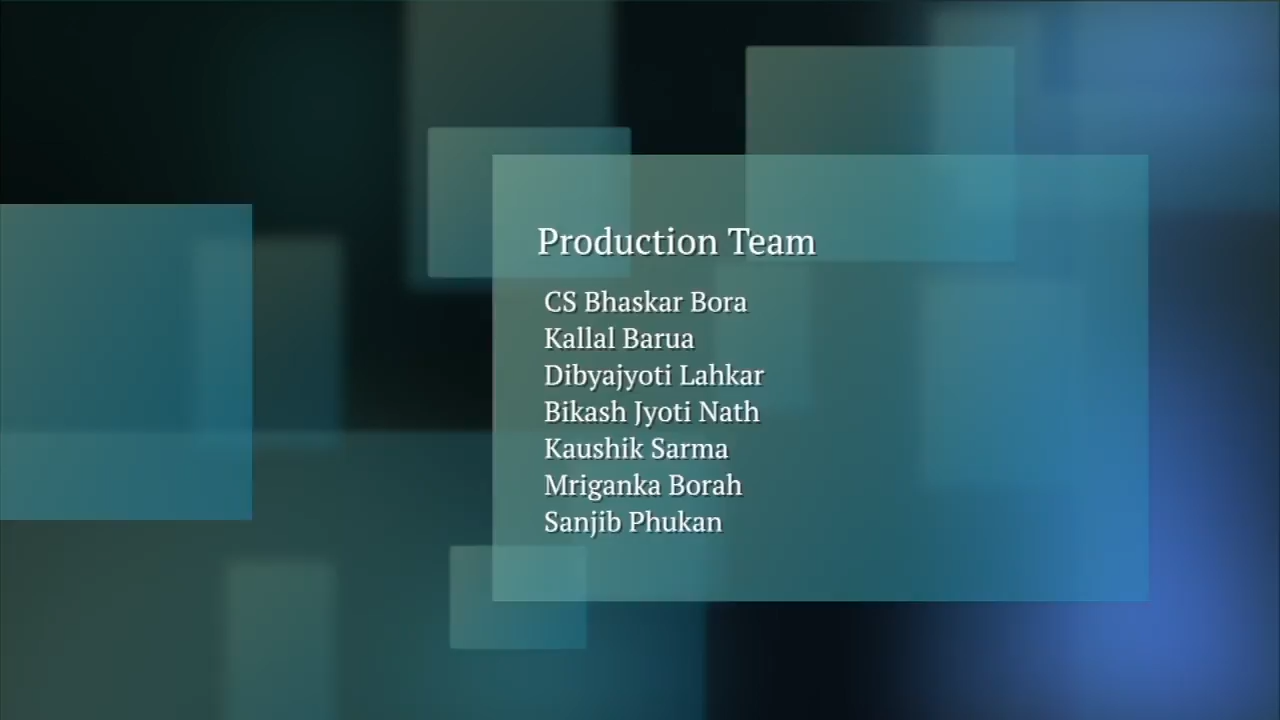 Production Team
CS Bhaskar Bora
Kallal Barua
Dibyajyoti Lahkar
Bikash Jyoti Nath
Kaushik Sarma
Mriganka Borah
Sanjib Phukan